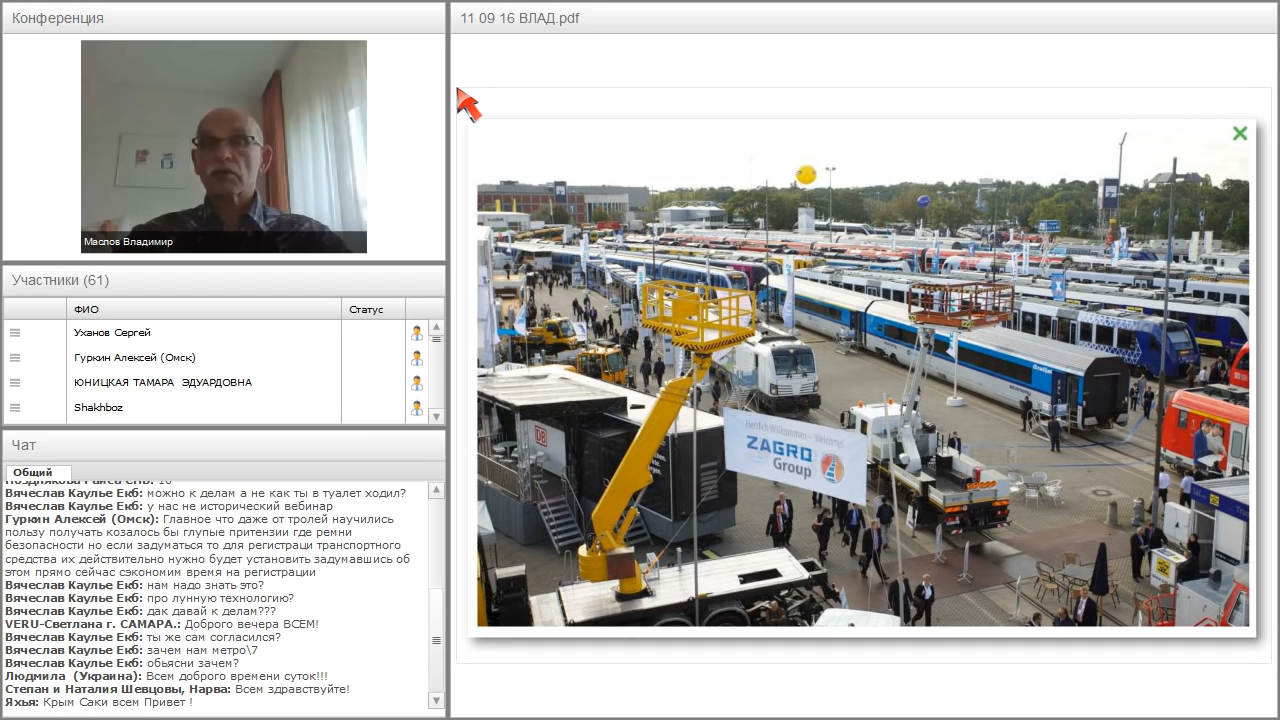 Конференция
Маслов Владимир
Участники (61)
ФИО
Статус
Уханов Сергей
Гуркин Алексей (Омск)
ЮНИЦКАЯ ТАМАРА ЭДУАРДОВНА
Shakhboz
Чат
Общий
Вячеслав Каулье Екб: можно к делам а не как ты в туалет ходил?
Вячеслав Каулье Екб: у нас не исторический веинар
Гуркин Алексей (Омск): Главное что даже от тролей научились
пользу получать козалось бы глупые притензии где ремни
безопасности но если задуматься то для регистраци транспортного
средства их действительно нужно будет установить задумавшись об
этом прямо сейчас сэкономим время на регистрации
Вячеслав Каулье Екб: нам надо знать это?
Вячеслав Каулье Екб: про лунную технологию?
Вячеслав Каулье Екб: дак давай к делам???
VERU-Светлана г. САМАРА.: Доброго вечера ВСЕМ!
Вячеслав Каулье Екб: ты же сам согласился?
Вячеслав Каулье Екб: зачем нам метро\7
Вячеслав Каулье Екб: обьясни зачем?
Людмила (Украина): Всем доброго времени суток!!!
Степан и Наталия Шевцовы, Нарва: Всем здравствуйте!
Яхья: Крым Саки всем Привет !
11 09 16 ВЛАД.pdf
DB
Herzlich Willkommen – Welcome!
ZAGRO
Group